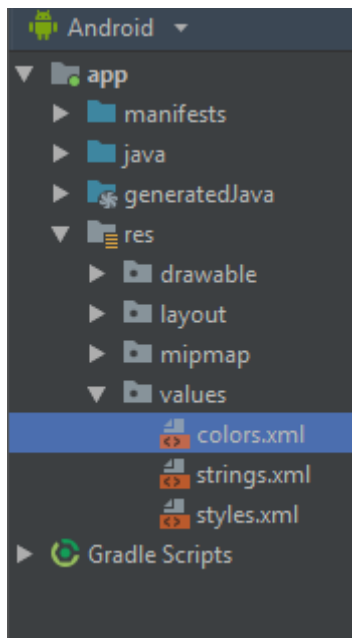 Android
app
manifests
java
generatedJava
res
drawable
layout
mipmap
values
colors.xml
strings.xml
styles.xml
Gradle Scripts